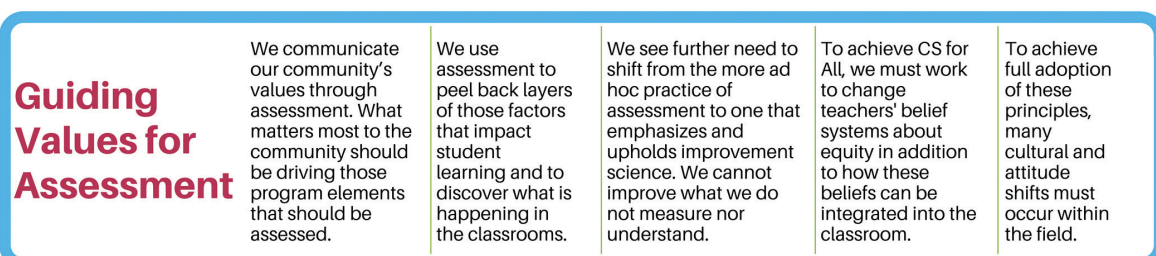 Guiding
Values for
Assessment
We communicate
our community’s
values through
assessment. What
matters most to the
community should
be driving those
program elements
that should be
assessed.
We use
assessment to
peel back layers
of those factors
that impact
student
learning and to
discover what is
happening in
the classrooms.
We see further need to
shift from the more ad
hoc practice of
assessment to one that
emphasizes and
upholds improvement
science. We cannot
improve what we do
not measure nor
understand.
To achieve CS for
All, we must work
to change
teachers' belief
systems about
equity in addition
to how these
beliefs can be
integrated into the
classroom.
To achieve
full adoption
of these
principles,
many
cultural and
attitude
shifts must
occur within
the field.